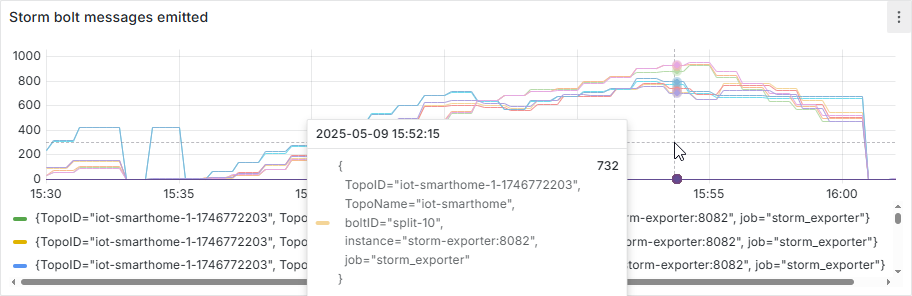 Storm bolt messages emitted
1000
800
600
400
200
0
15:30
15:35
15:55
16:00
2025-05-09 15:52:15
{
732
TopoID="iot-smarthome-1-1746772203",
TopoName="iot-smarthome",
boltID="split-10",
instance="storm-exporter:8082",
job="storm_exporter"
}
{TopoID="iot-smarthome-1-1746772203", Topo
rm-exporter:8082", job="storm_exporter"}
{TopoID="iot-smarthome-1-1746772203", Topo
rm-exporter:8082", job="storm_exporter"}
{TopoID="iot-smarthome-1-1746772203", Topo
rm-exporter:8082", job="storm_exporter"}